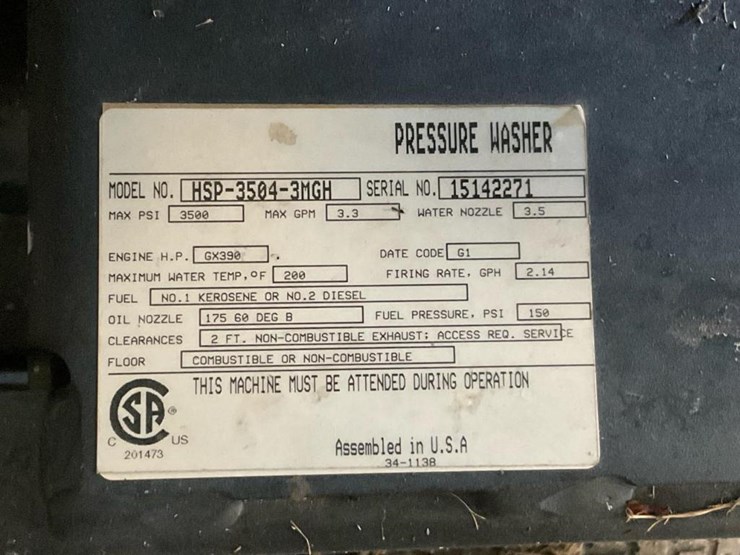 PRESSURE WASHER
MODEL NO. HSP-3504-3MGH SERIAL NO. 15142271
MAX PSI 3500 MAX GPM 3.3 WATER NOZZLE 3.5
ENGINE H.P. GX390 DATE CODE G1
MAXIMUM WATER TEMP.°F 200 FIRING RATE, GPH 2.14
FUEL NO.1 KEROSENE OR NO.2 DIESEL
OIL NOZZLE 175 60 DEG B FUEL PRESSURE, PSI 150
CLEARANCES 2 FT. NON-COMBUSTIBLE EXHAUST; ACCESS REQ. SERVICE
FLOOR COMBUSTIBLE OR NON-COMBUSTIBLE
THIS MACHINE MUST BE ATTENDED DURING OPERATION
SA ®
C US
201473
Assembled in U.S.A
34-1138